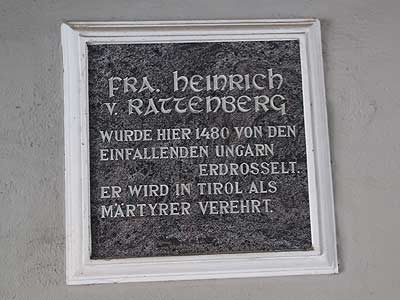 FRA. HEINRICH
V. RATTENBERG
WURDE HIER 1480 VON DEN
EINFALLENDEN UNGARN
ERDROSSELT.
ER WIRD IN TIROL ALS
MÄRTYRER VEREHRT.